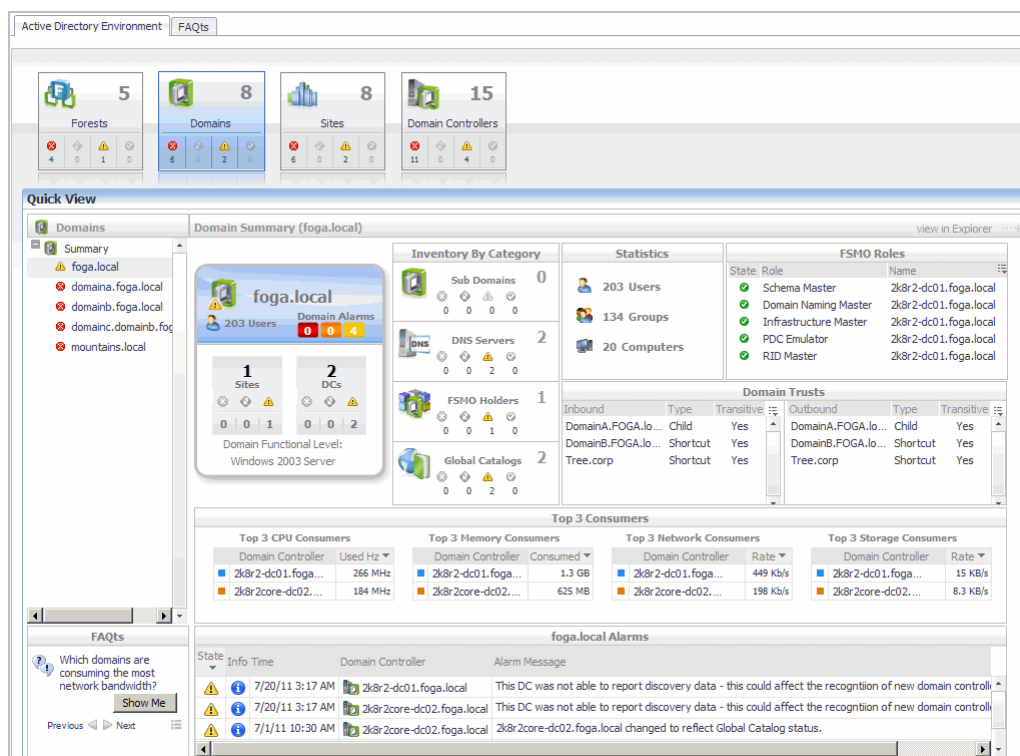 Active Directory Environment FAQts
5 8 8 15
Forests Domains Sites Domain Controllers
4 0 1 0 6 0 2 0 6 0 2 0 11 0 4 0
Quick View
Domains
Summary
foga.local
domaina.foga.local
domainb.foga.local
domainc.domainb.fog
mountains.local
Domain Summary (foga.local) view in Explorer
foga.local
203 Users
Domain Alarms
0 0 4
1 2
Sites DCs
0 0 1 0 0 2
Domain Functional Level:
Windows 2003 Server
Inventory By Category
Sub Domains 0
0 0 0 0
DNS Servers 2
DNS
0 0 2 0
FSMO Holders 1
0 0 1 0
Global Catalogs 2
0 0 2 0
Statistics
203 Users
134 Groups
20 Computers
FSMO Roles
State Role Name
Schema Master 2k8r2-dc01.foga.local
Domain Naming Master 2k8r2-dc01.foga.local
Infrastructure Master 2k8r2-dc01.foga.local
PDC Emulator 2k8r2-dc01.foga.local
RID Master 2k8r2-dc01.foga.local
Domain Trusts
Inbound Type Transitive Outbound Type Transitive
DomainA.FOGA.lo... Child Yes DomainA.FOGA.lo... Child Yes
DomainB.FOGA.lo... Shortcut Yes DomainB.FOGA.lo... Shortcut Yes
Tree.corp Shortcut Yes Tree.corp Shortcut Yes
Top 3 Consumers
Top 3 CPU Consumers Top 3 Memory Consumers Top 3 Network Consumers Top 3 Storage Consumers
Domain Controller Used Hz Domain Controller Consumed Domain Controller Rate Domain Controller Rate
2k8r2-dc01.foga... 266 MHz 2k8r2-dc01.foga... 1.3 GB 2k8r2-dc01.foga... 449 Kb/s 2k8r2-dc01.foga... 15 KB/s
2k8r2core-dc02.... 184 MHz 2k8r2core-dc02.... 625 MB 2k8r2core-dc02.... 198 Kb/s 2k8r2core-dc02.... 8.3 KB/s
FAQts
Which domains are
consuming the most
network bandwidth?
Show Me
Previous Next
foga.local Alarms
State Info Time Domain Controller Alarm Message
7/20/11 3:17 AM 2k8r2-dc01.foga.local This DC was not able to report discovery data - this could affect the recognition of new domain controll
7/20/11 3:17 AM 2k8r2core-dc02.foga.local This DC was not able to report discovery data - this could affect the recognition of new domain controll
7/1/11 10:30 AM 2k8r2core-dc02.foga.local 2k8r2core-dc02.foga.local changed to reflect Global Catalog status.